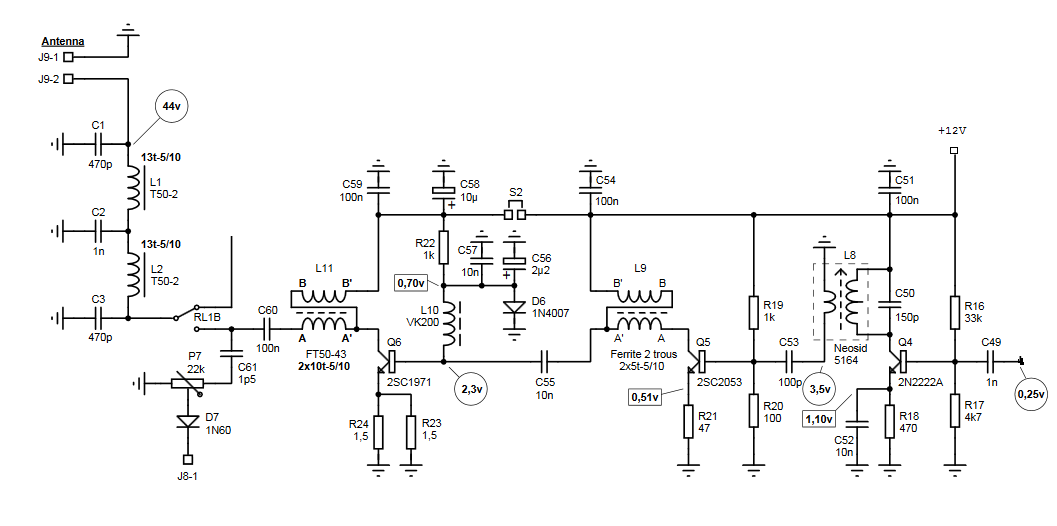 Antenna
J9-1
J9-2
44v
C1
470p
13t-5/10
L1
T50-2
C2
1n
13t-5/10
L2
T50-2
C3
470p
RL1B
P7
22k
C61
1p5
D7
1N60
J8-1
C60
100n
L11
B
B'
A
A'
FT50-43
2x10t-5/10
C59
100n
C58
10µ
+
S2
R22
1k
C57
10n
C56
2µ2
+
0,70v
L10
VK200
D6
1N4007
Q6
2SC1971
2,3v
R24
1,5
R23
1,5
C55
10n
C54
100n
L9
B'
B
A'
A
Ferrite 2 trous
2x5t-5/10
Q5
2SC2053
0,51v
R21
47
R19
1k
R20
100
C53
100p
3,5v
L8
Neosid
5164
C51
100n
C50
150p
Q4
2N2222A
1,10v
C52
10n
R18
470
+12V
R16
33k
R17
4k7
C49
1n
0,25v